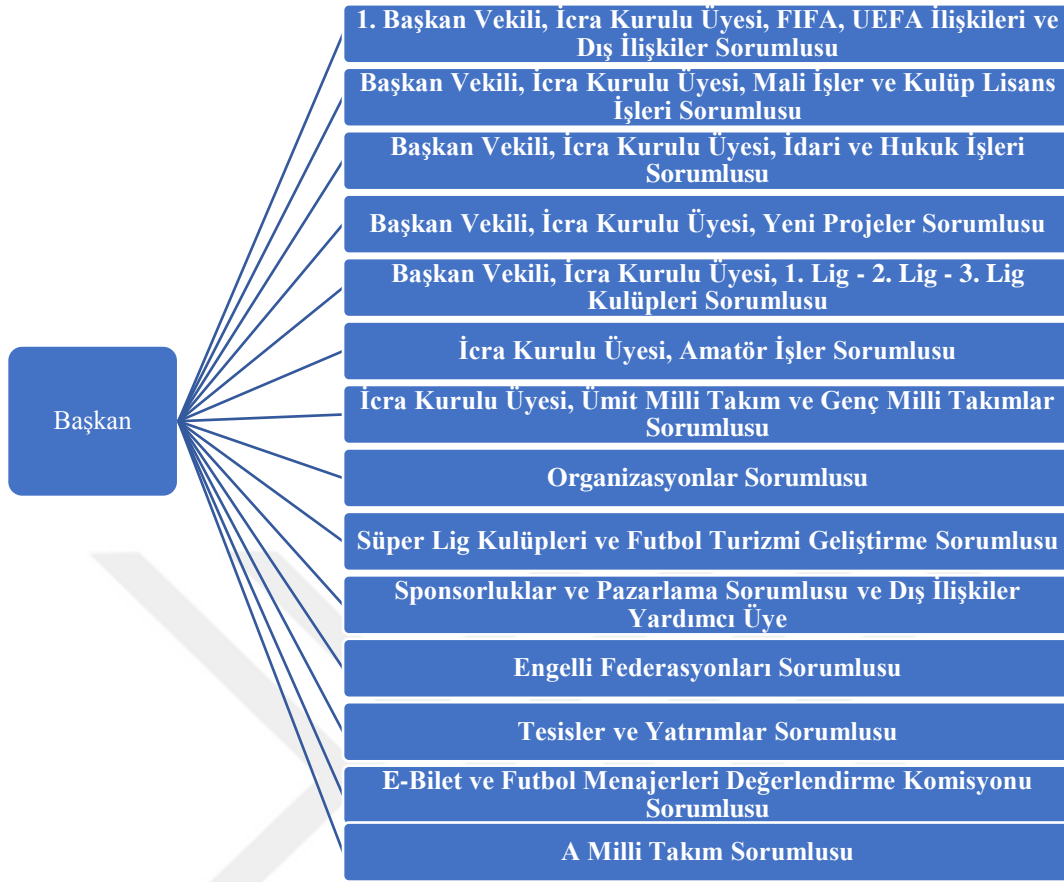 1. Başkan Vekili, İcra Kurulu Üyesi, FIFA, UEFA İlişkileri ve
Dış İlişkiler Sorumlusu
Başkan Vekili, İcra Kurulu Üyesi, Mali İşler ve Kulüp Lisans
İşleri Sorumlusu
Başkan Vekili, İcra Kurulu Üyesi, İdari ve Hukuk İşleri
Sorumlusu
Başkan Vekili, İcra Kurulu Üyesi, Yeni Projeler Sorumlusu
Başkan Vekili, İcra Kurulu Üyesi, 1. Lig - 2. Lig - 3. Lig
Kulüpleri Sorumlusu
İcra Kurulu Üyesi, Amatör İşler Sorumlusu
İcra Kurulu Üyesi, Ümit Milli Takım ve Genç Milli Takımlar
Sorumlusu
Başkan
Organizasyonlar Sorumlusu
Süper Lig Kulüpleri ve Futbol Turizmi Geliştirme Sorumlusu
Sponsorluklar ve Pazarlama Sorumlusu ve Dış İlişkiler
Yardımcı Üye
Engelli Federasyonları Sorumlusu
Tesisler ve Yatırımlar Sorumlusu
E-Bilet ve Futbol Menajerleri Değerlendirme Komisyonu
Sorumlusu
A Milli Takım Sorumlusu